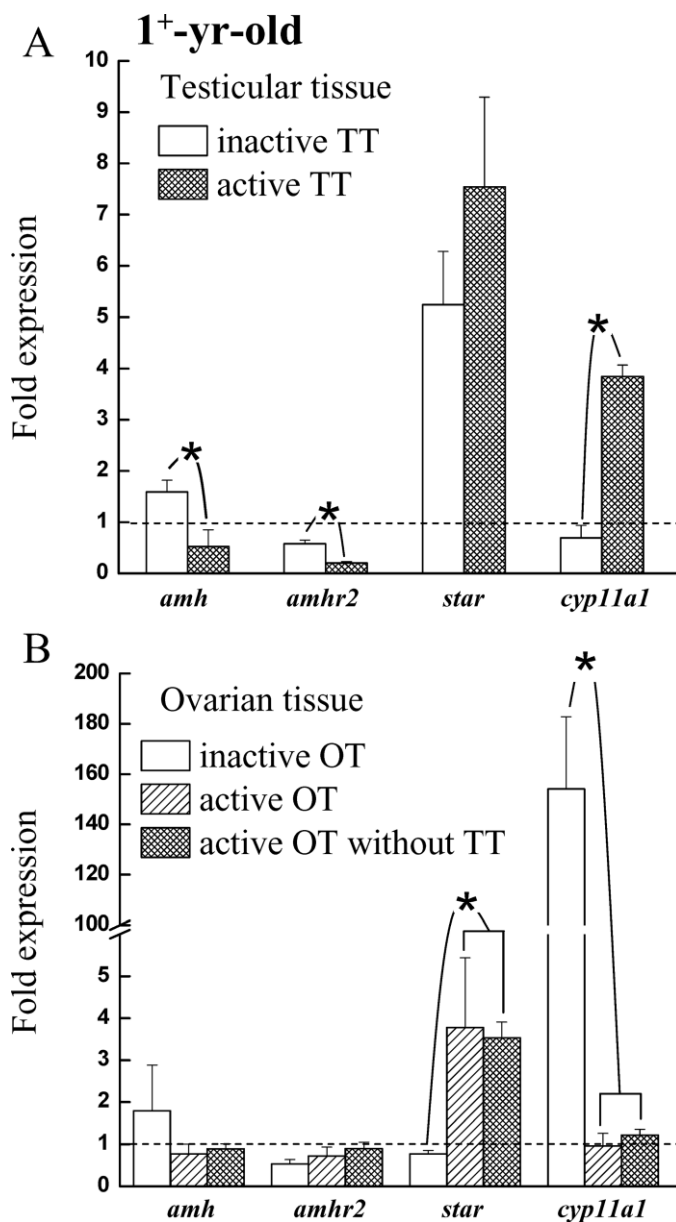 A 1⁺-yr-old
10
9
8
7
6
5
4
3
2
1
0
Fold expression
Testicular tissue
inactive TT
active TT
*
*
*
amh amhr2 star cyp11a1
B
200
180
160
140
120
100
5
4
3
2
1
0
Fold expression
Ovarian tissue
inactive OT
active OT
active OT without TT
*
*
amh amhr2 star cyp11a1